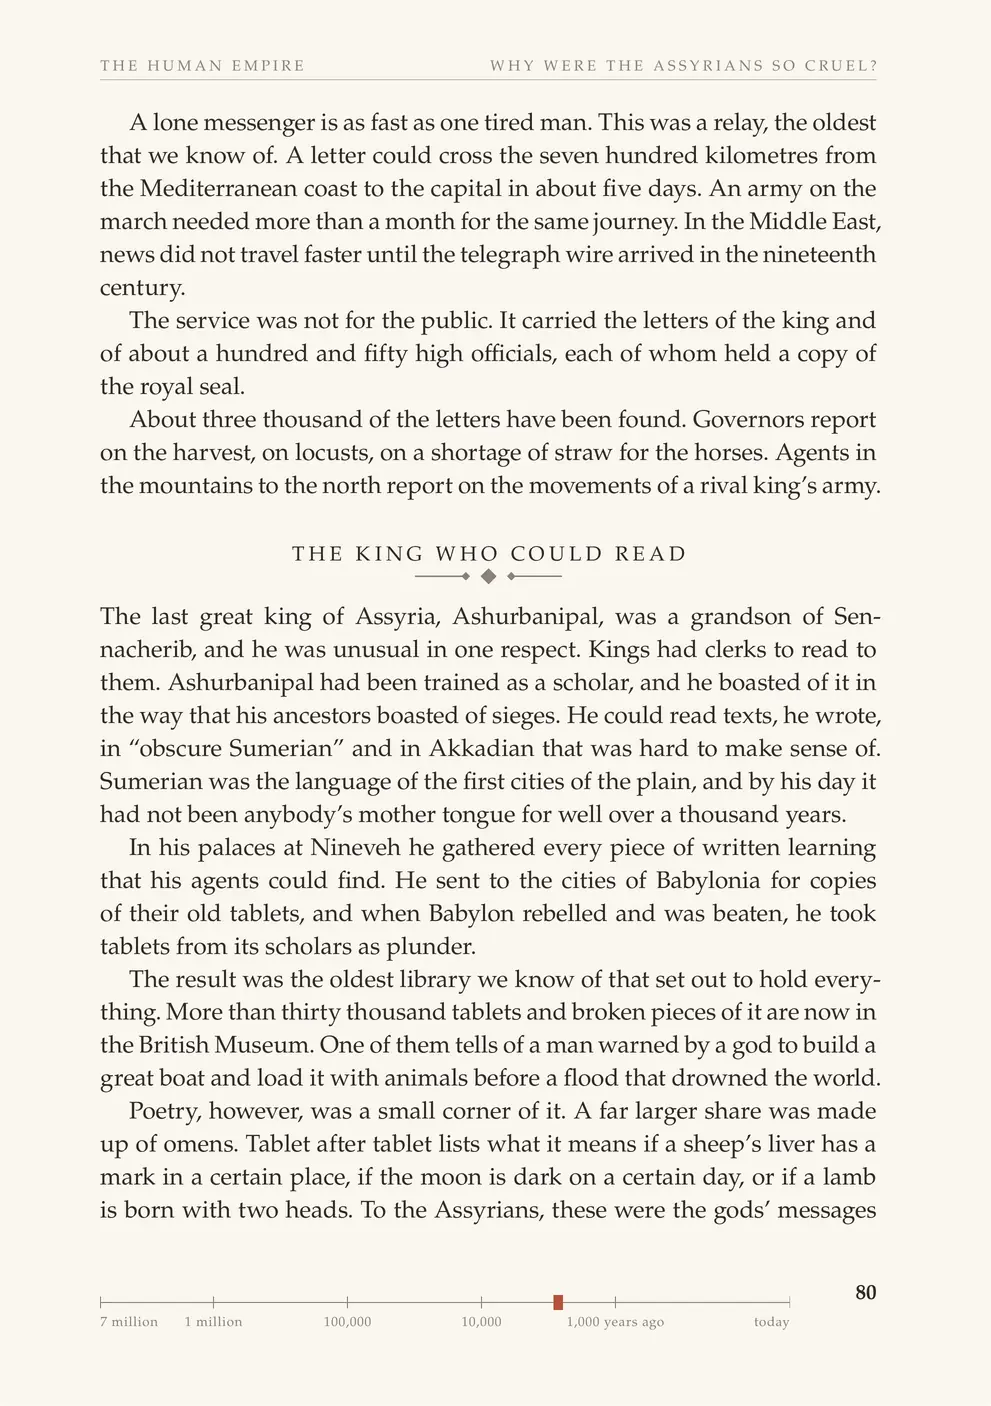 THE HUMAN EMPIRE
WHY WERE THE ASSYRIANS SO CRUEL?
A lone messenger is as fast as one tired man. This was a relay, the oldest
that we know of. A letter could cross the seven hundred kilometres from
the Mediterranean coast to the capital in about five days. An army on the
march needed more than a month for the same journey. In the Middle East,
news did not travel faster until the telegraph wire arrived in the nineteenth
century.
The service was not for the public. It carried the letters of the king and
of about a hundred and fifty high officials, each of whom held a copy of
the royal seal.
About three thousand of the letters have been found. Governors report
on the harvest, on locusts, on a shortage of straw for the horses. Agents in
the mountains to the north report on the movements of a rival king’s army.
THE KING WHO COULD READ
The last great king of Assyria, Ashurbanipal, was a grandson of Sen-
nacherib, and he was unusual in one respect. Kings had clerks to read to
them. Ashurbanipal had been trained as a scholar, and he boasted of it in
the way that his ancestors boasted of sieges. He could read texts, he wrote,
in “obscure Sumerian” and in Akkadian that was hard to make sense of.
Sumerian was the language of the first cities of the plain, and by his day it
had not been anybody’s mother tongue for well over a thousand years.
In his palaces at Nineveh he gathered every piece of written learning
that his agents could find. He sent to the cities of Babylonia for copies
of their old tablets, and when Babylon rebelled and was beaten, he took
tablets from its scholars as plunder.
The result was the oldest library we know of that set out to hold every-
thing. More than thirty thousand tablets and broken pieces of it are now in
the British Museum. One of them tells of a man warned by a god to build a
great boat and load it with animals before a flood that drowned the world.
Poetry, however, was a small corner of it. A far larger share was made
up of omens. Tablet after tablet lists what it means if a sheep’s liver has a
mark in a certain place, if the moon is dark on a certain day, or if a lamb
is born with two heads. To the Assyrians, these were the gods’ messages
80
7 million 1 million 100,000 10,000 1,000 years ago today